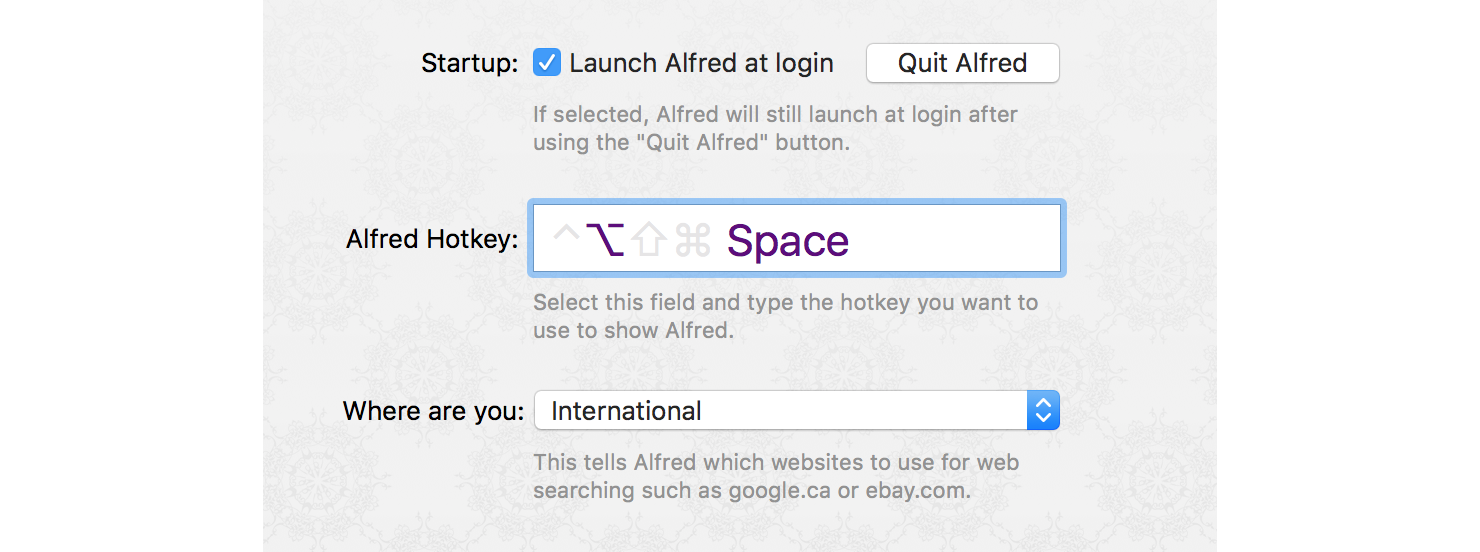 Startup: Launch Alfred at login Quit Alfred
If selected, Alfred will still launch at login after
using the "Quit Alfred" button.
Alfred Hotkey: ^⌥⇧⌘ Space
Select this field and type the hotkey you want to
use to show Alfred.
Where are you: International
This tells Alfred which websites to use for web
searching such as google.ca or ebay.com.